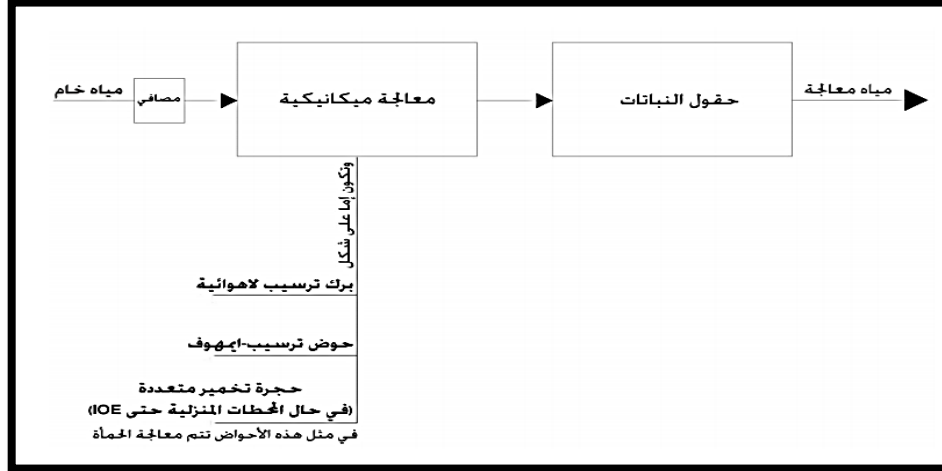 مياه خام
مصافي
معالجة ميكانيكية
حقول النباتات
مياه معالجة
وتكون إما على شكل
برك ترسيب لاهوائية
حوض ترسيب-ايمهوف
حجرة تخمير متعددة
(في حال المحطات المنزلية حتى IOE)
في مثل هذه الأحواض تتم معالجة الحمأة